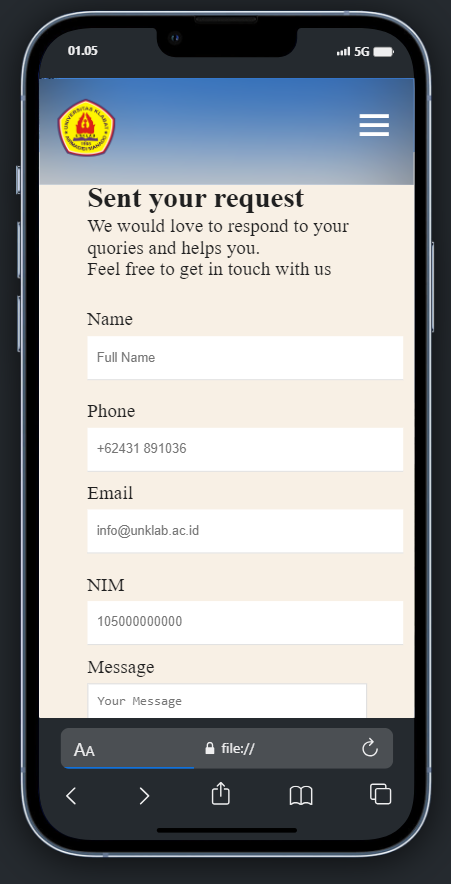 01.05
5G
UNIVERSITAS KLABAT
Sent your request
We would love to respond to your
quories and helps you.
Feel free to get in touch with us
Name
Full Name
Phone
+62431 891036
Email
info@unklab.ac.id
NIM
105000000000
Message
Your Message
AA
file://